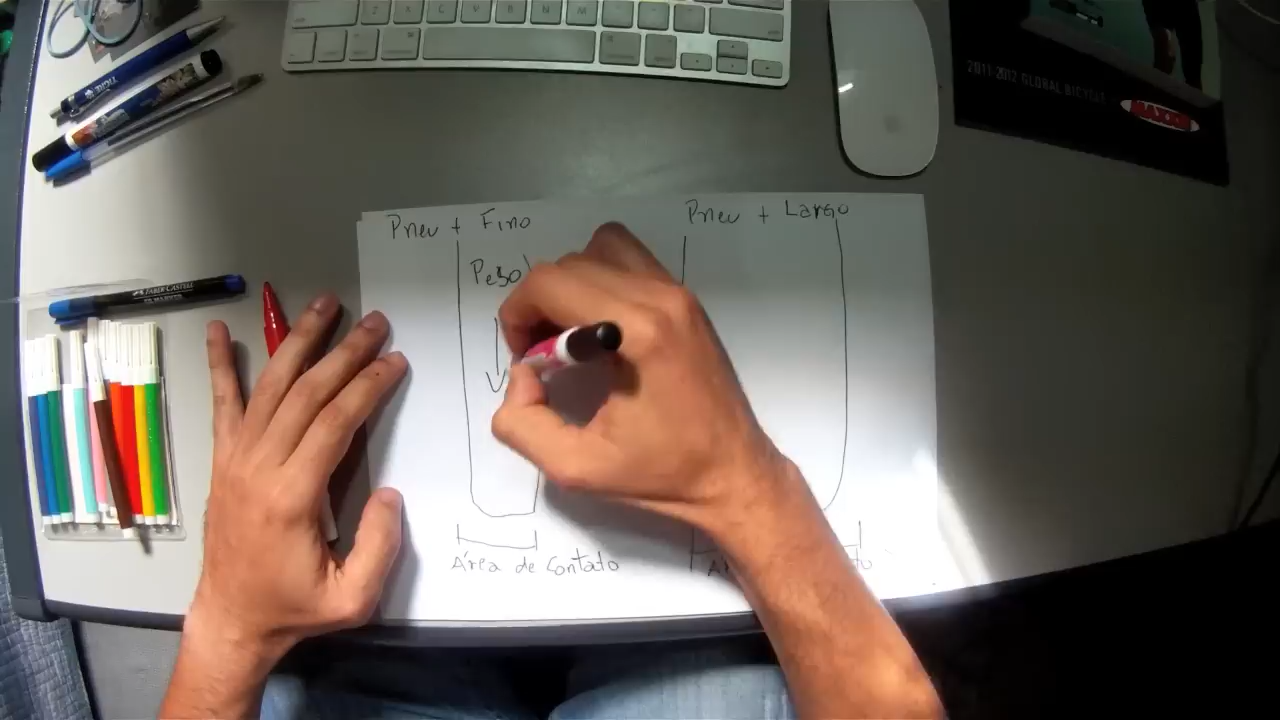 2011-2012 GLOBAL BICYCLE
MAXXIS
Pneu + Fino
Pneu + Largo
Peso
FABER-CASTELL
Área de Contato